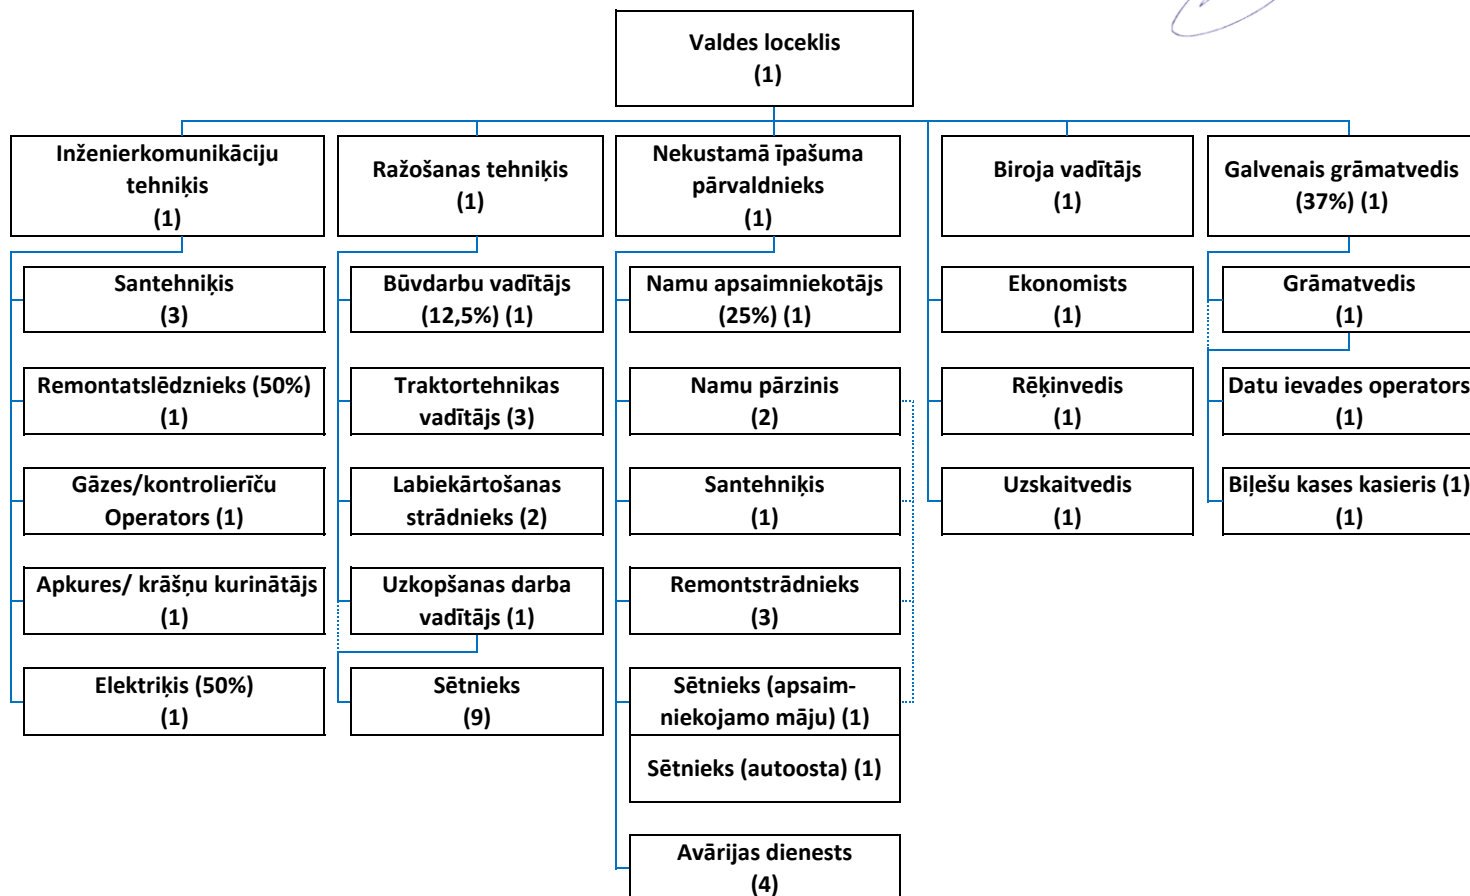 Valdes loceklis
(1)
Inženierkomunikāciju
tehniķis
(1)
Ražošanas tehniķis
(1)
Nekustamā īpašuma
pārvaldnieks
(1)
Biroja vadītājs
(1)
Galvenais grāmatvedis
(37%) (1)
Santehniķis
(3)
Remontatslēdznieks (50%)
(1)
Gāzes/kontrolierīču
Operators (1)
Apkures/ krāšņu kurinātājs
(1)
Elektriķis (50%)
(1)
Būvdarbu vadītājs
(12,5%) (1)
Traktortehnikas
vadītājs (3)
Labiekārtošanas
strādnieks (2)
Uzkopšanas darba
vadītājs (1)
Sētnieks
(9)
Namu apsaimniekotājs
(25%) (1)
Namu pārzinis
(2)
Santehniķis
(1)
Remontstrādnieks
(3)
Sētnieks (apsaim-
niekojamo māju) (1)
Sētnieks (autoosta) (1)
Avārijas dienests
(4)
Ekonomists
(1)
Rēķinvedis
(1)
Uzskaitvedis
(1)
Grāmatvedis
(1)
Datu ievades operators
(1)
Biļešu kases kasieris (1)
(1)